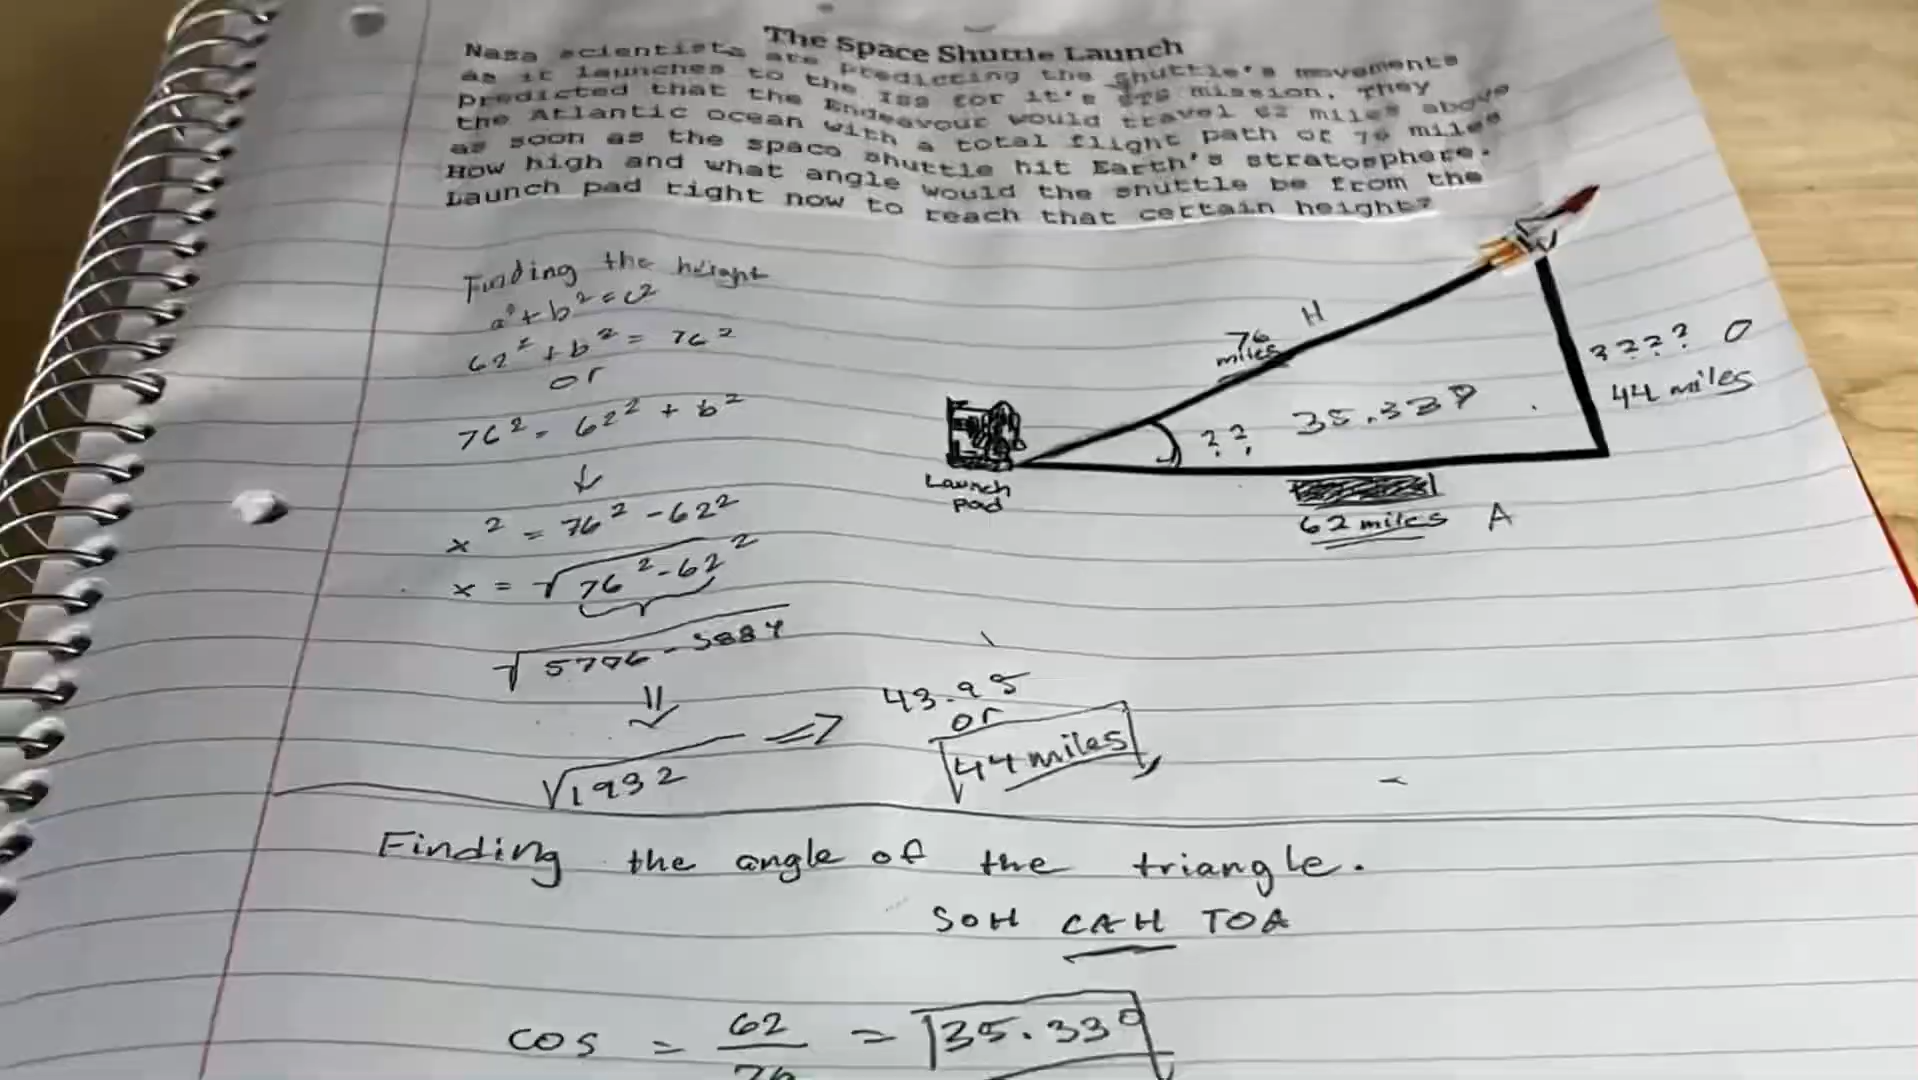 The Space Shuttle Launch
Nasa scientists are predicting the shuttle's movements
as it launches to the ISS for it's STS mission. They
predicted that the Endeavour would travel 62 miles above
the Atlantic ocean with a total flight path of 76 miles
as soon as the space shuttle hit Earth's stratosphere.
How high and what angle would the shuttle be from the
Launch pad right now to reach that certain height?
Finding the height
a² + b² = c²
62² + b² = 76²
or
76² = 62² + b²
↓
x² = 76² - 62²
x = √76² - 62²
√5776 - 3884
√1932 => 43.95
or
44 miles
H
76
miles
???? O
44 miles
?? 35.33°
Launch
Pad
62 miles A
Finding the angle of the triangle.
SOH CAH TOA
cos = 62/76 = 35.33°